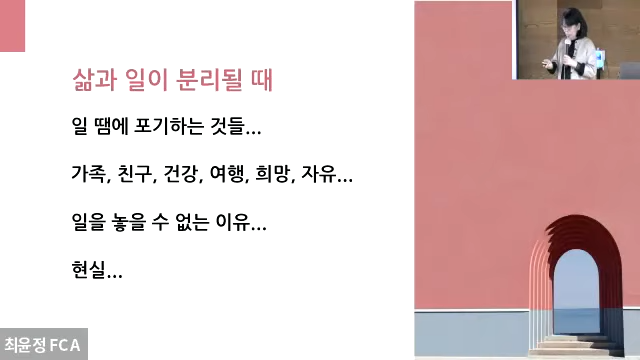 삶과 일이 분리될 때
일 땜에 포기하는 것들...
가족, 친구, 건강, 여행, 희망, 자유...
일을 놓을 수 없는 이유...
현실...
최윤정 FCA